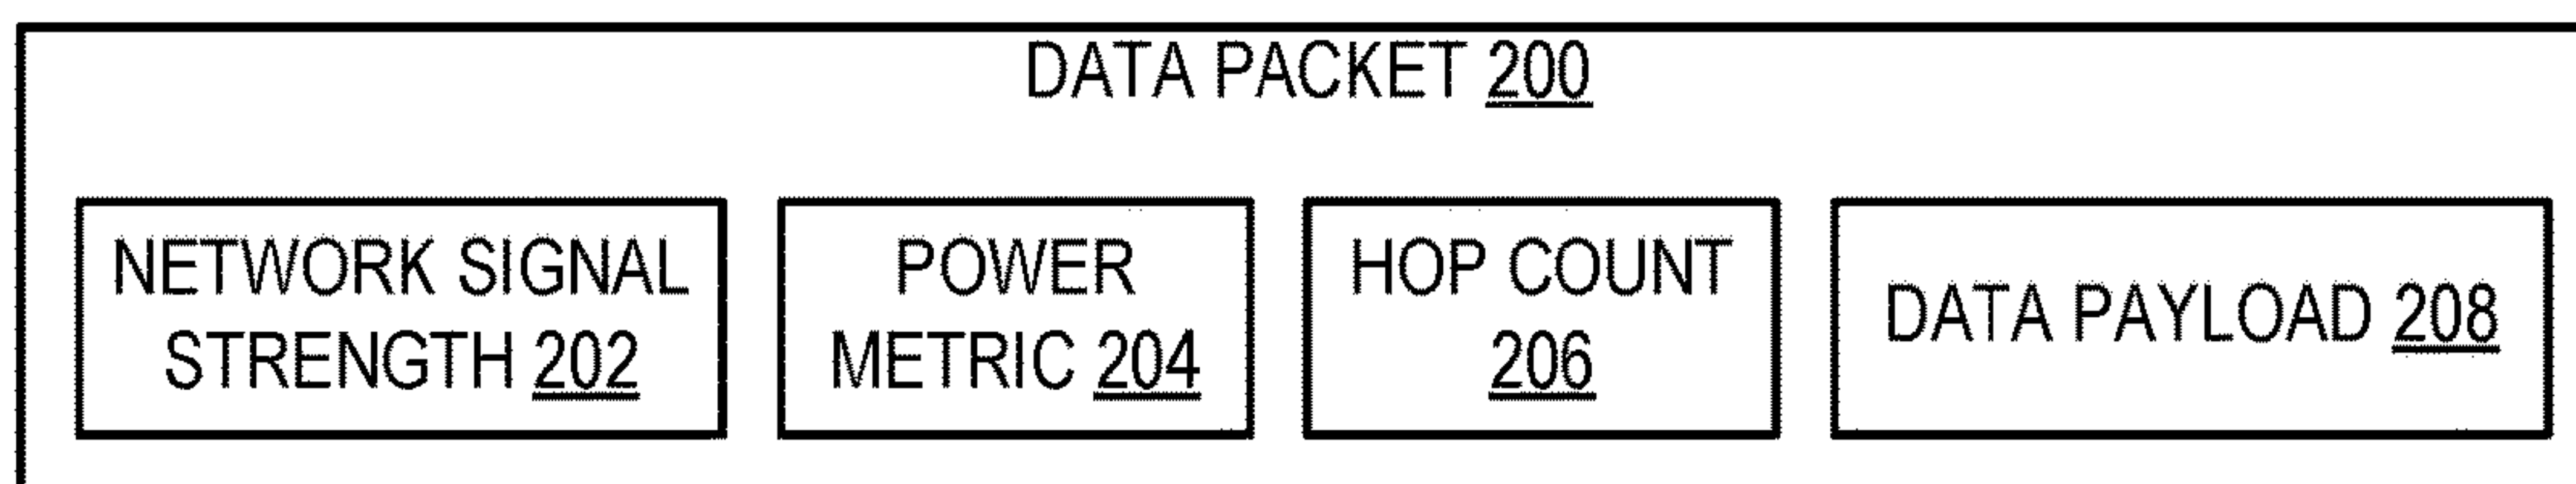 DATA PACKET 200
NETWORK SIGNAL
STRENGTH 202
POWER
METRIC 204
HOP COUNT
206
DATA PAYLOAD 208